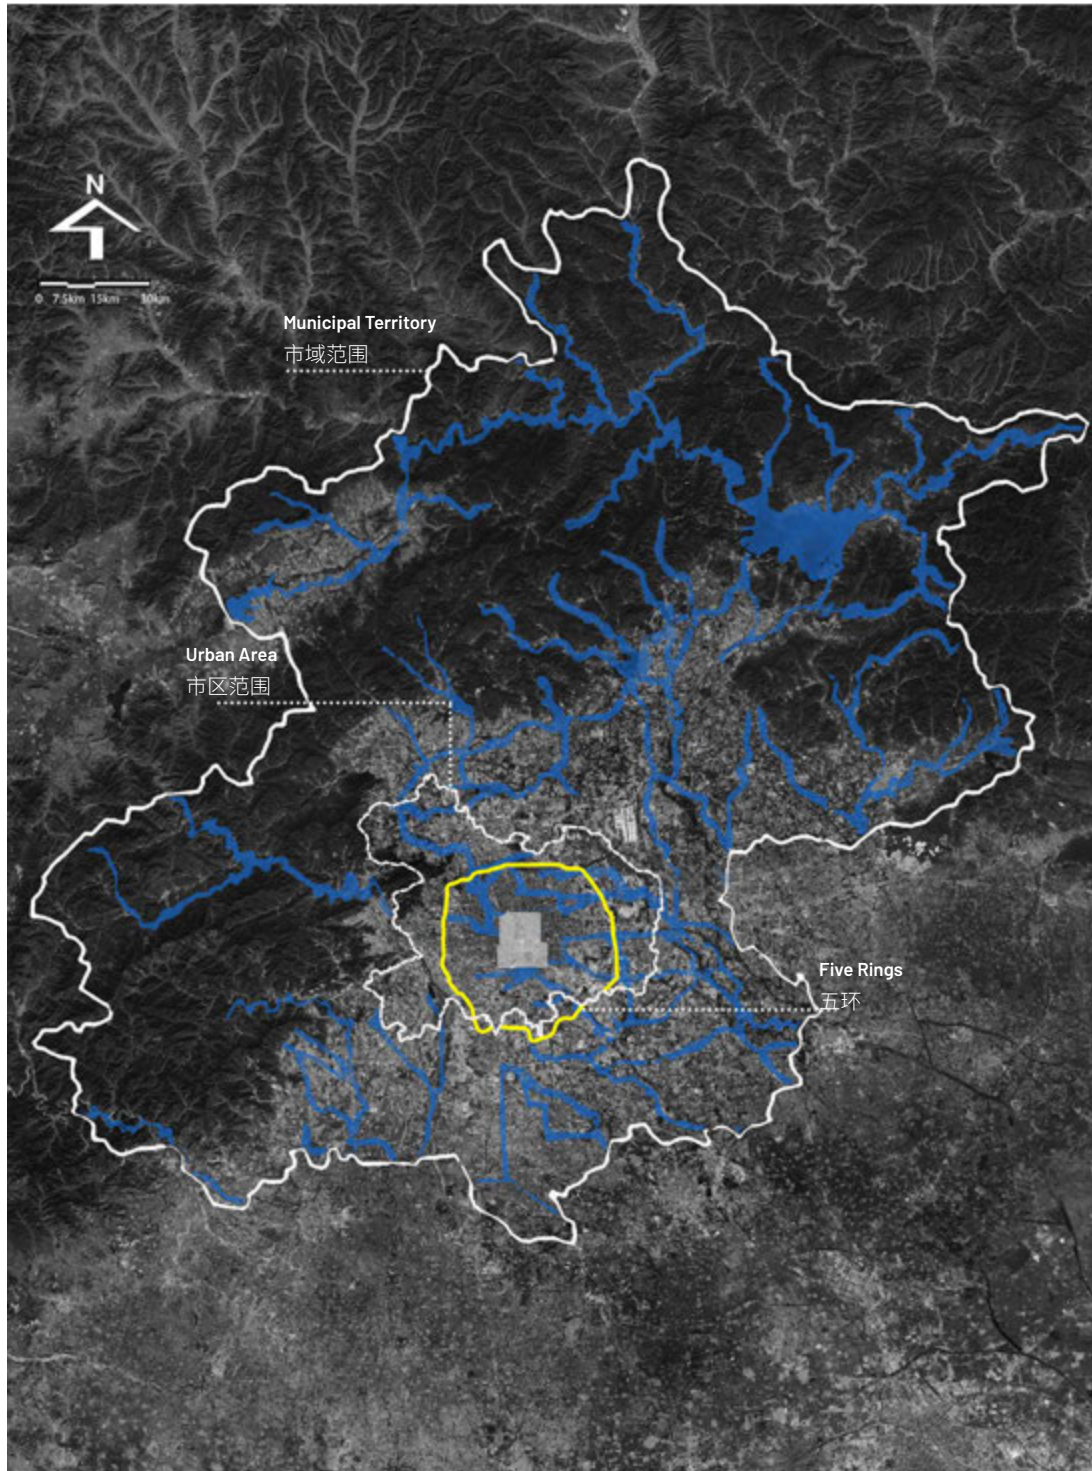 N
0 7.5km 15km 30km
Municipal Territory
市域范围
Urban Area
市区范围
Five Rings
五环